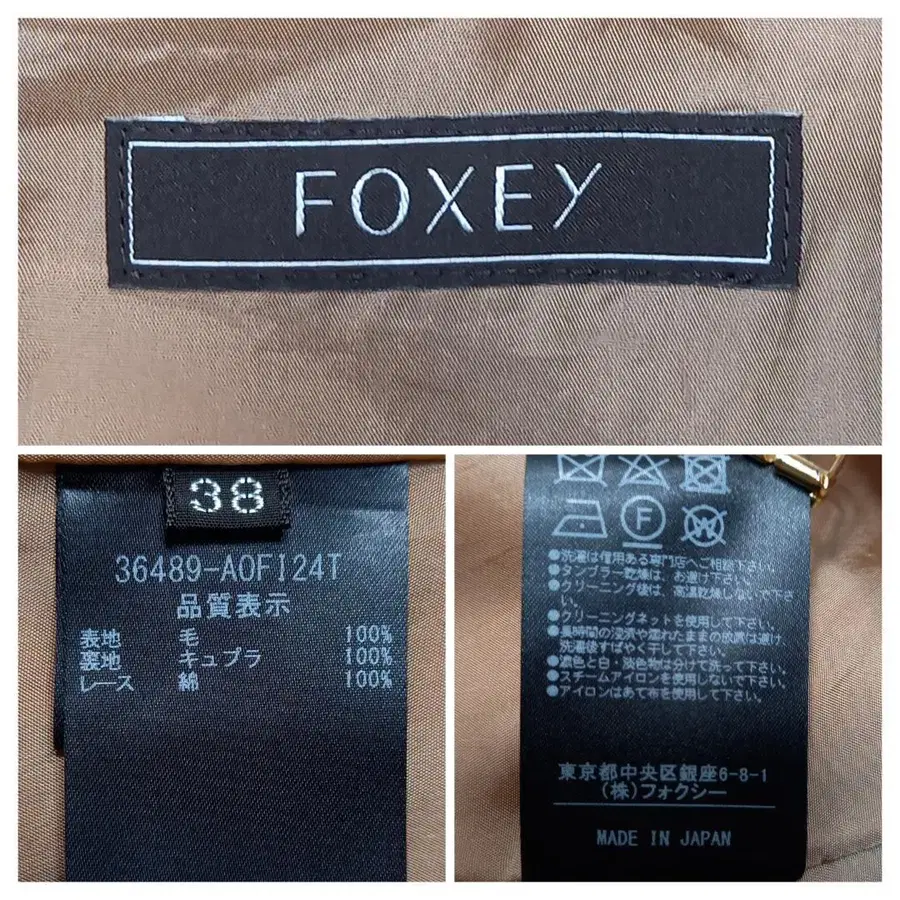 FOXEY
38
36489-AOFI24T
品質表示
表地 毛 100%
裏地 キュプラ 100%
レース 綿 100%
F
W
●洗濯は信用ある専門店へご相談下さい。
●タンブラー乾燥は、お避け下さい。
●クリーニング後は、高温乾燥しないで下さ
い。
●クリーニングネットを使用して下さい。
●長時間の浸漬や濡れたままの放置は避け
洗濯後すばやく干して下さい。
●濃色と白・淡色物は分けて洗って下さい。
●スチームアイロンを使用しないで下さい。
●アイロンはあて布を使用して下さい。
東京都中央区銀座6-8-1
(株)フォクシー
MADE IN JAPAN